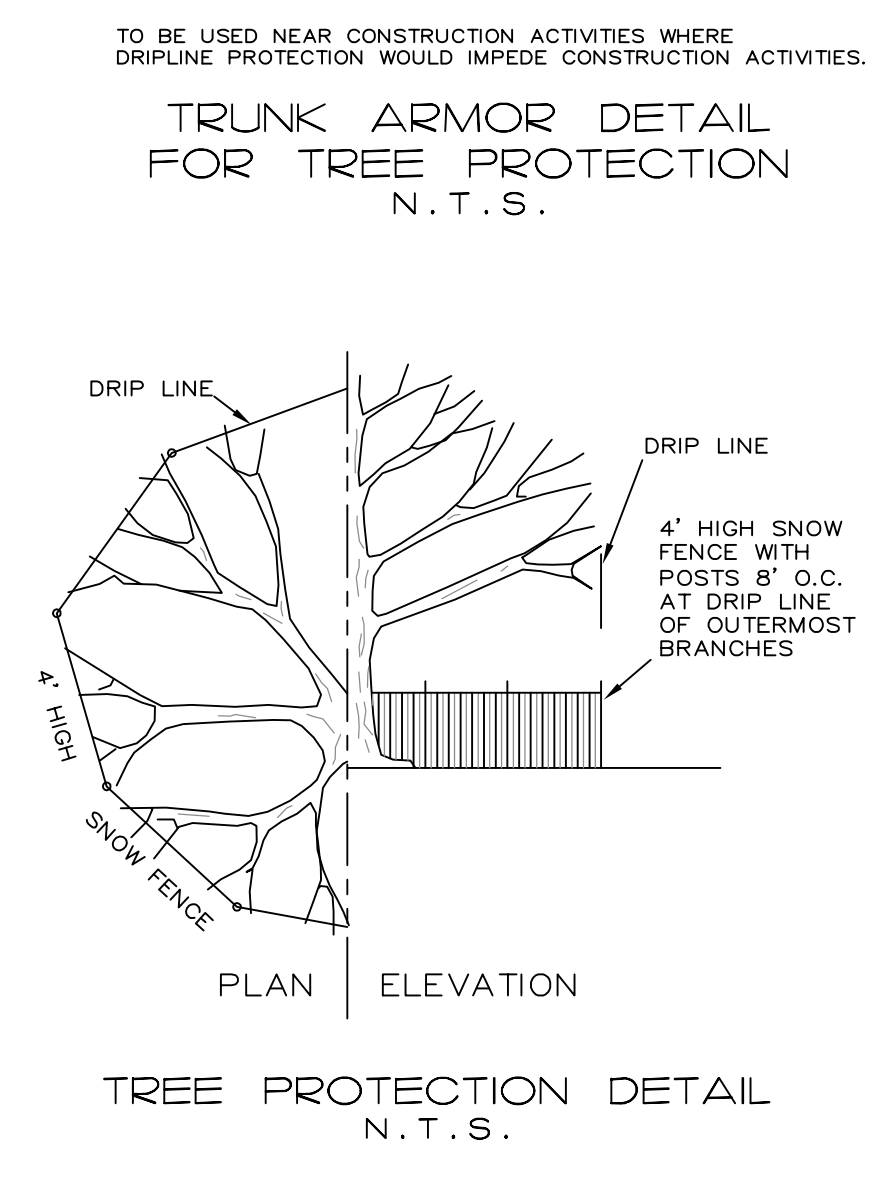 TO BE USED NEAR CONSTRUCTION ACTIVITIES WHERE
DRIPLINE PROTECTION WOULD IMPEDE CONSTRUCTION ACTIVITIES.
TRUNK ARMOR DETAIL
FOR TREE PROTECTION
N.T.S.
DRIP LINE
DRIP LINE
4' HIGH SNOW
FENCE WITH
POSTS 8' O.C.
AT DRIP LINE
OF OUTERMOST
BRANCHES
4' HIGH
SNOW FENCE
PLAN
ELEVATION
TREE PROTECTION DETAIL
N.T.S.